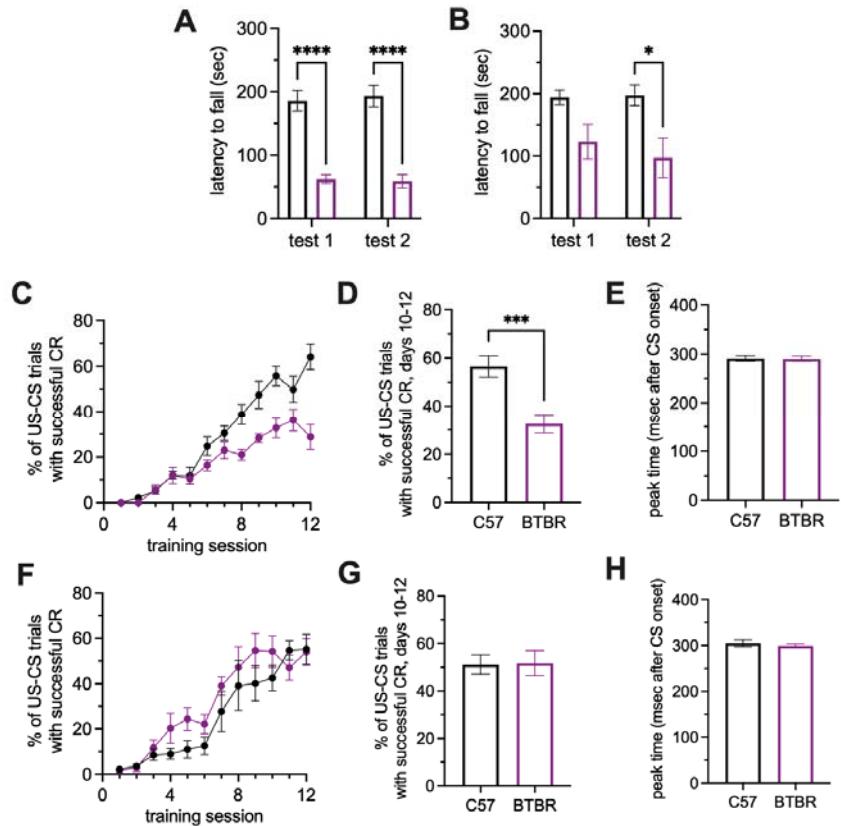 A
latency to fall (sec)
300
200
100
0
****
****
test 1
test 2
B
latency to fall (sec)
300
200
100
0
*
test 1
test 2
C
% of US-CS trials
with successful CR
80
60
40
20
0
4
8
12
training session
D
% of US-CS trials
with successful CR, days 10-12
80
60
40
20
0
***
C57
BTBR
E
peak time (msec after CS onset)
400
300
200
100
0
C57
BTBR
F
% of US-CS trials
with successful CR
80
60
40
20
0
4
8
12
training session
G
% of US-CS trials
with successful CR, days 10-12
80
60
40
20
0
C57
BTBR
H
peak time (msec after CS onset)
400
300
200
100
0
C57
BTBR